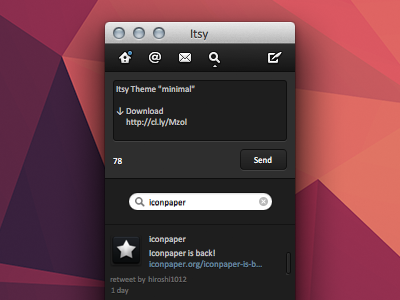 Itsy
@
Itsy Theme "minimal"
↓ Download
http://cl.ly/Mzol
78
Send
iconpaper
iconpaper
Iconpaper is back!
iconpaper.org/iconpaper-is-b...
retweet by hiroshi1012
1 day